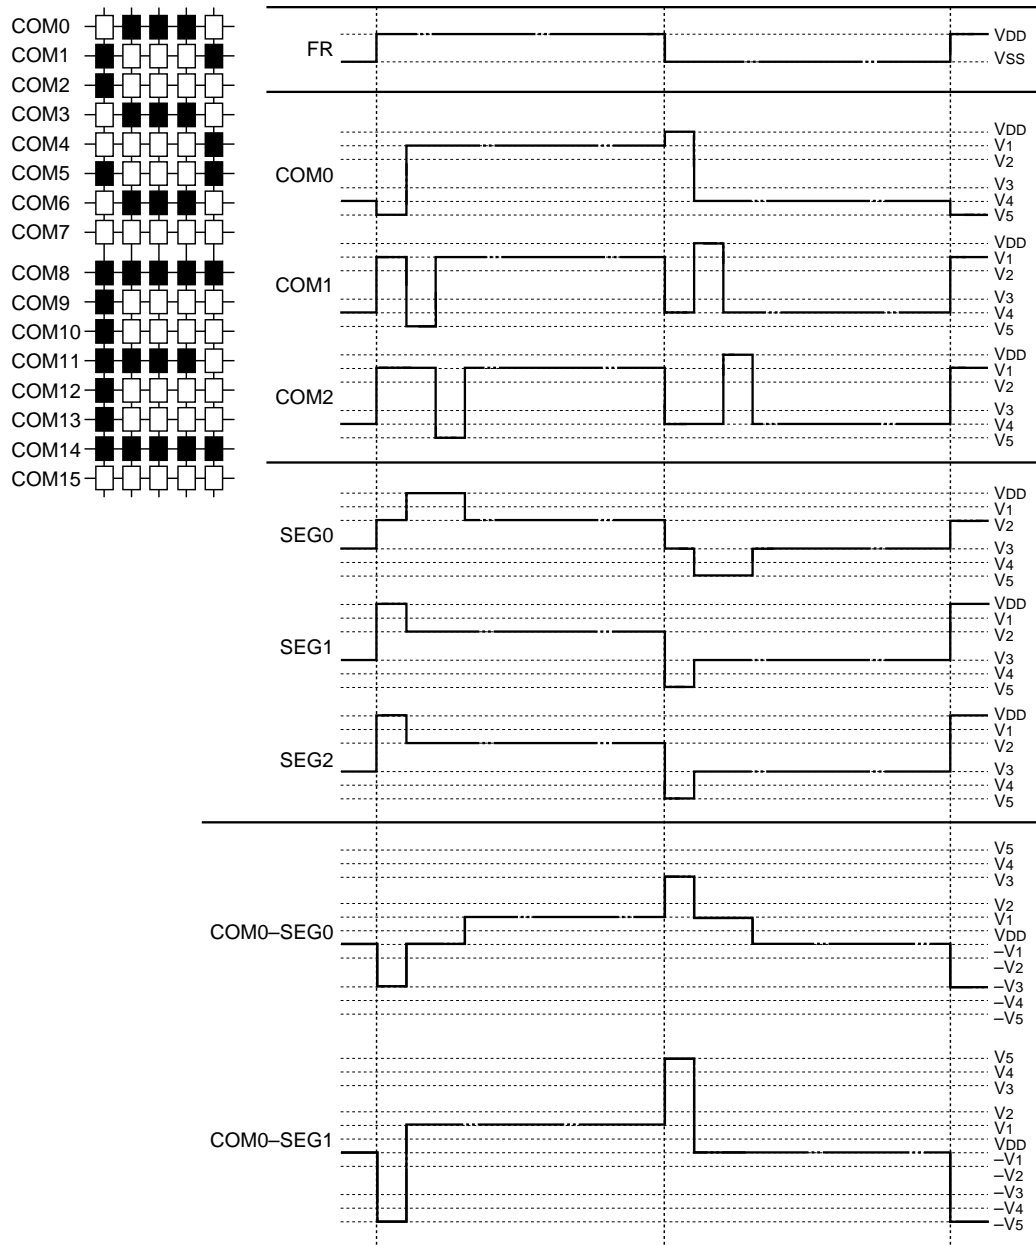 COM0
COM1
COM2
COM3
COM4
COM5
COM6
COM7
COM8
COM9
COM10
COM11
COM12
COM13
COM14
COM15
FR
VDD
VSS
COM0
VDD
V1
V2
V3
V4
V5
COM1
VDD
V1
V2
V3
V4
V5
COM2
VDD
V1
V2
V3
V4
V5
SEG0
VDD
V1
V2
V3
V4
V5
SEG1
VDD
V1
V2
V3
V4
V5
SEG2
VDD
V1
V2
V3
V4
V5
COM0–SEG0
V5
V4
V3
V2
V1
VDD
–V1
–V2
–V3
–V4
–V5
COM0–SEG1
V5
V4
V3
V2
V1
VDD
–V1
–V2
–V3
–V4
–V5